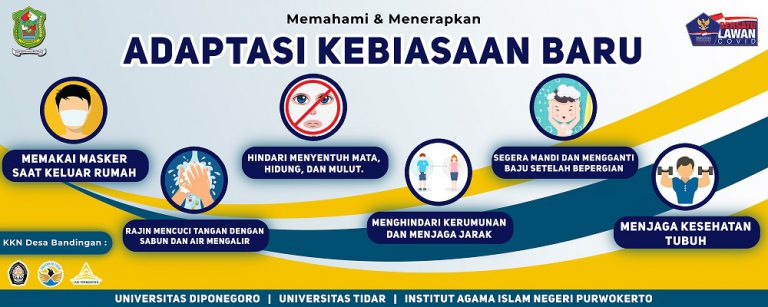 Memahami & Menerapkan
ADAPTASI KEBIASAAN BARU
BERSATU
LAWAN
COVID
MEMAKAI MASKER
SAAT KELUAR RUMAH
RAJIN MENCUCI TANGAN DENGAN
SABUN DAN AIR MENGALIR
HINDARI MENYENTUH MATA,
HIDUNG, DAN MULUT.
MENGHINDARI KERUMUNAN
DAN MENJAGA JARAK
SEGERA MANDI DAN MENGGANTI
BAJU SETELAH BEPERGIAN
MENJAGA KESEHATAN
TUBUH
KKN Desa Bandingan :
UNIVERSITAS DIPONEGORO | UNIVERSITAS TIDAR | INSTITUT AGAMA ISLAM NEGERI PURWOKERTO